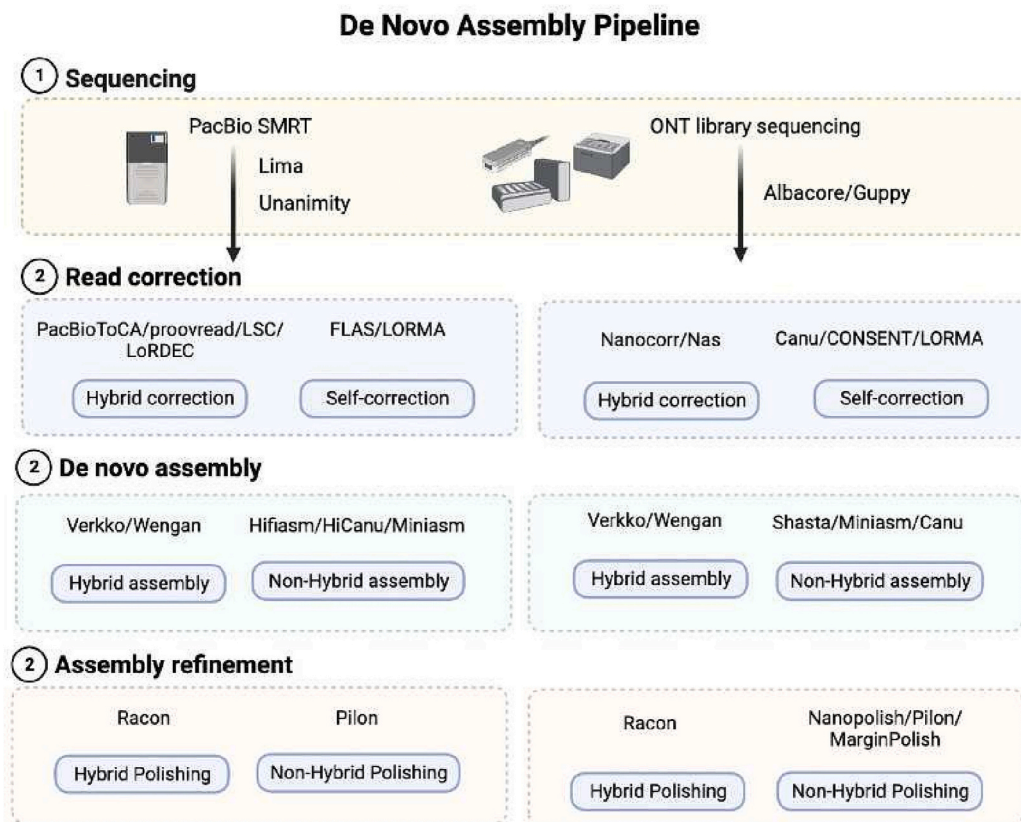 De Novo Assembly Pipeline
1 Sequencing
PacBio SMRT
Lima
Unanimity
ONT library sequencing
Albacore/Guppy
2 Read correction
PacBioToCA/proovread/LSC/
LoRDEC
Hybrid correction
FLAS/LORMA
Self-correction
Nanocorr/Nas
Hybrid correction
Canu/CONSENT/LORMA
Self-correction
2 De novo assembly
Verkko/Wengan
Hybrid assembly
Hifiasm/HiCanu/Miniasm
Non-Hybrid assembly
Verkko/Wengan
Hybrid assembly
Shasta/Miniasm/Canu
Non-Hybrid assembly
2 Assembly refinement
Racon
Hybrid Polishing
Pilon
Non-Hybrid Polishing
Racon
Hybrid Polishing
Nanopolish/Pilon/
MarginPolish
Non-Hybrid Polishing